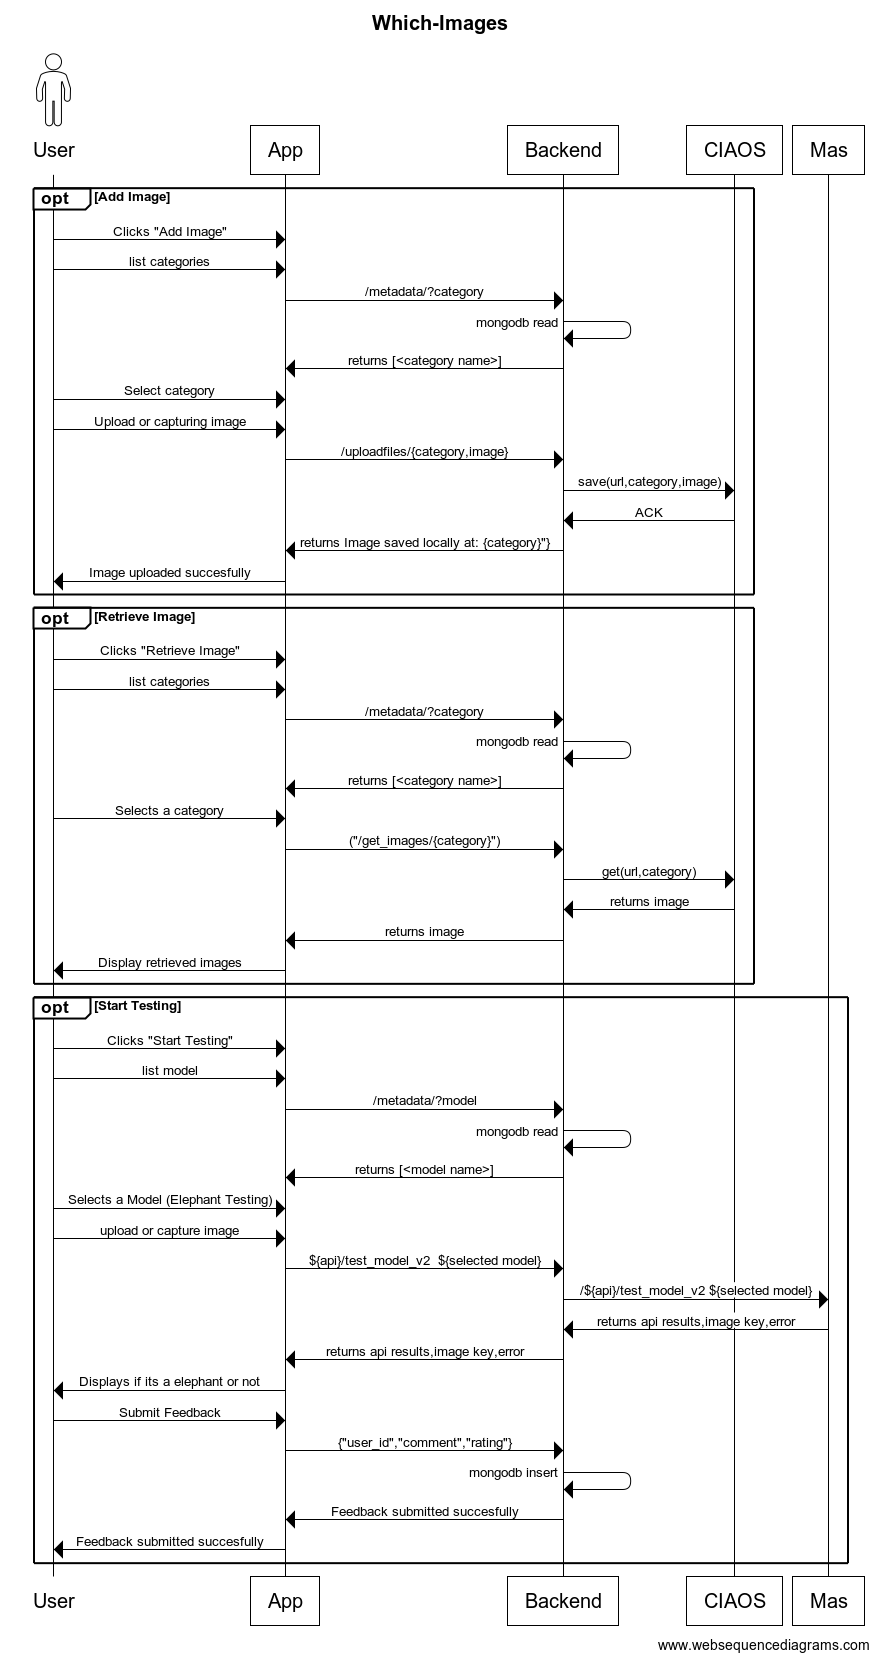 Which-Images
User
App
Backend
CIAOS
Mas
opt [Add Image]
Clicks "Add Image"
list categories
/metadata/?category
mongodb read
returns [<category name>]
Select category
Upload or capturing image
/uploadfiles/{category,image}
save(url,category,image)
ACK
returns Image saved locally at: {category}"}
Image uploaded succesfully
opt [Retrieve Image]
Clicks "Retrieve Image"
list categories
/metadata/?category
mongodb read
returns [<category name>]
Selects a category
("/get_images/{category}")
get(url,category)
returns image
returns image
Display retrieved images
opt [Start Testing]
Clicks "Start Testing"
list model
/metadata/?model
mongodb read
returns [<model name>]
Selects a Model (Elephant Testing)
upload or capture image
${api}/test_model_v2  ${selected model}
/${api}/test_model_v2 ${selected model}
returns api results,image key,error
returns api results,image key,error
Displays if its a elephant or not
Submit Feedback
{"user_id","comment","rating"}
mongodb insert
Feedback submitted succesfully
Feedback submitted succesfully
User
App
Backend
CIAOS
Mas
www.websequencediagrams.com